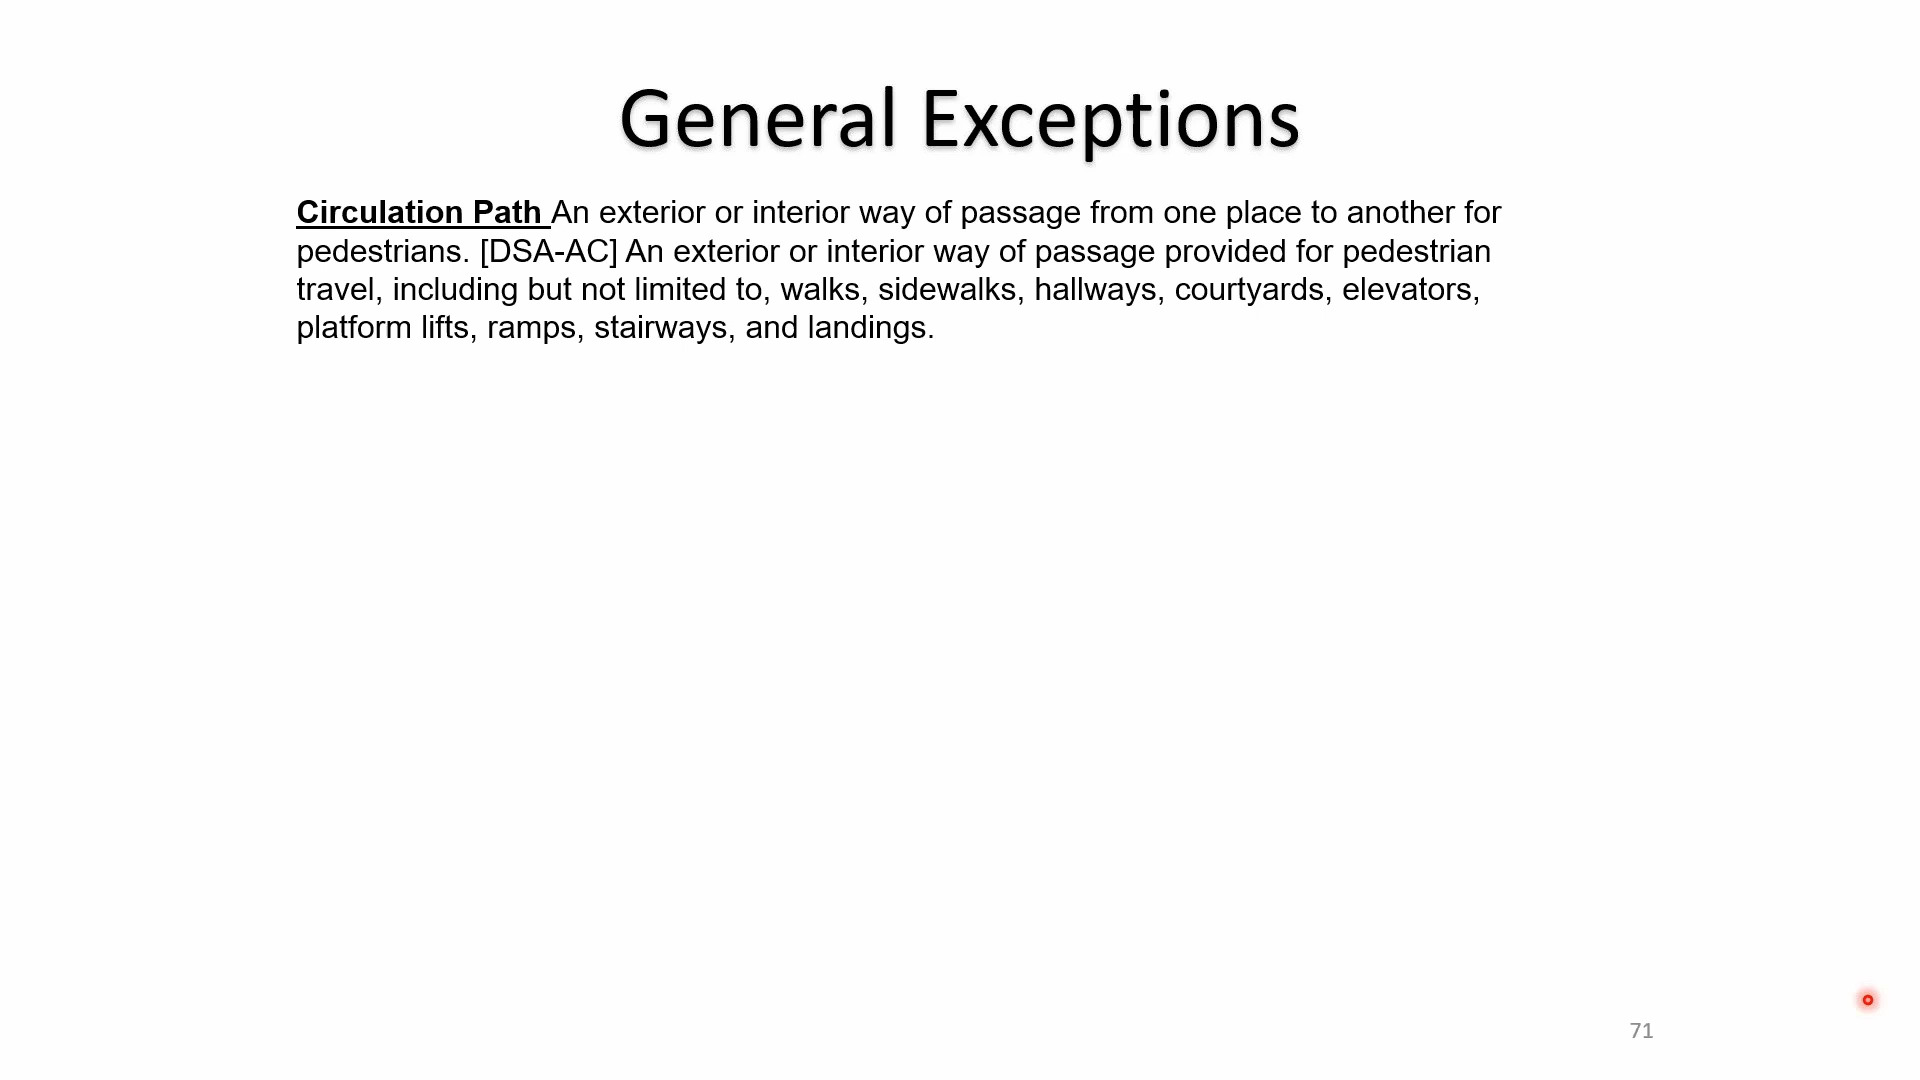 General Exceptions
Circulation Path An exterior or interior way of passage from one place to another for
pedestrians. [DSA-AC] An exterior or interior way of passage provided for pedestrian
travel, including but not limited to, walks, sidewalks, hallways, courtyards, elevators,
platform lifts, ramps, stairways, and landings.
71